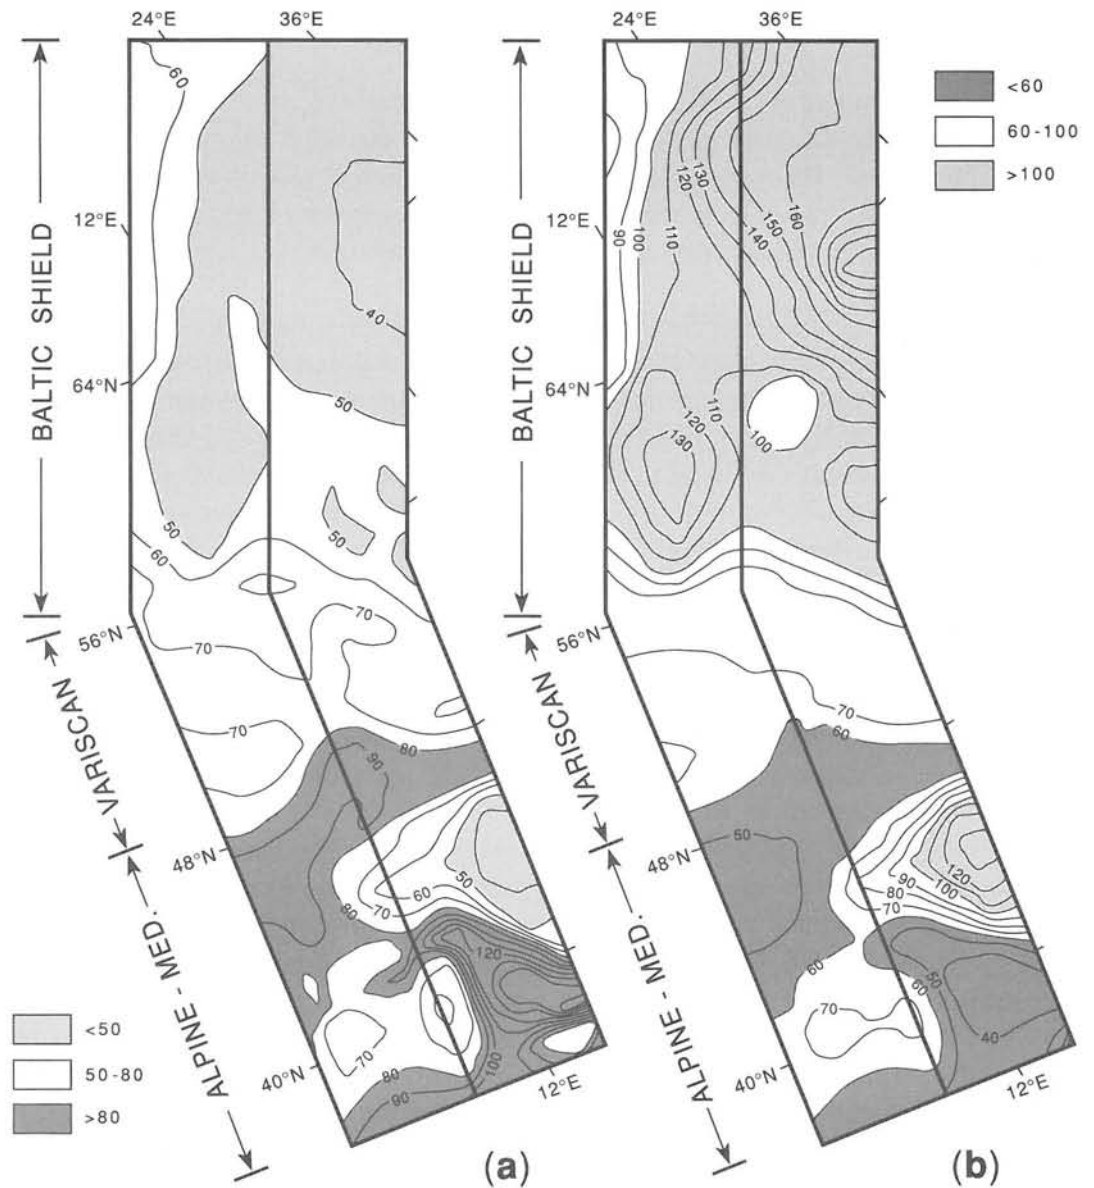 24°E
36°E
60
12°E
40
64°N
50
50
50
60
70
70
56°N
70
80
90
48°N
50
60
70
80
120
70
80
90
100
40°N
12°E
BALTIC SHIELD
VARISCAN
ALPINE - MED.
<50
50-80
>80
(a)
24°E
36°E
<60
60-100
>100
130
120
160
12°E
90
100
110
150
140
64°N
110
120
130
100
56°N
70
60
48°N
50
120
90
100
80
70
60
50
60
70
40
40°N
12°E
BALTIC SHIELD
VARISCAN
ALPINE - MED.
(b)